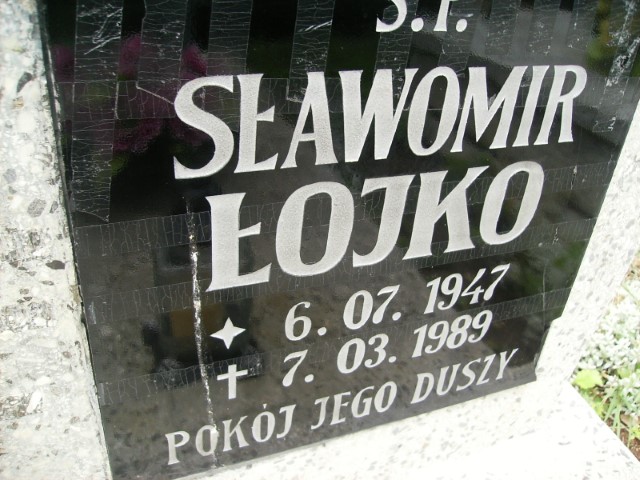 Ś.P.
SŁAWOMIR
ŁOJKO
6. 07. 1947
7. 03. 1989
POKÓJ JEGO DUSZY